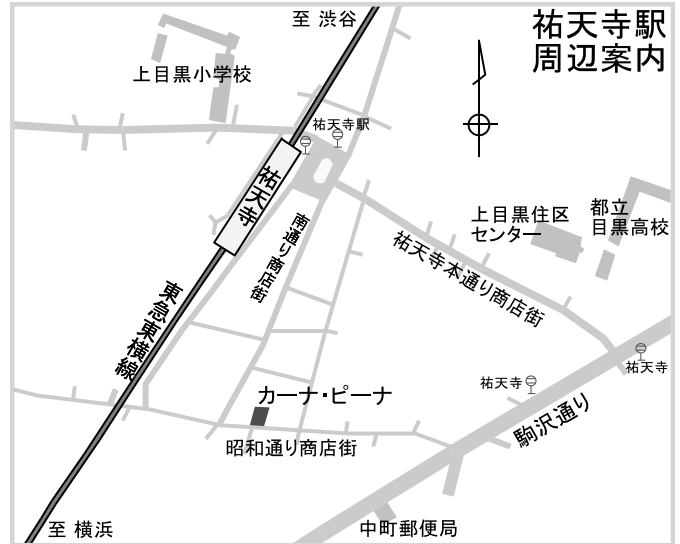 祐天寺駅
周辺案内
至 渋谷
上目黒小学校
祐天寺駅
祐天寺
南通り商店街
上目黒住区
センター
都立
目黒高校
祐天寺本通り商店街
東急東横線
祐天寺
祐天寺
カーナ・ピーナ
駒沢通り
昭和通り商店街
至 横浜
中町郵便局